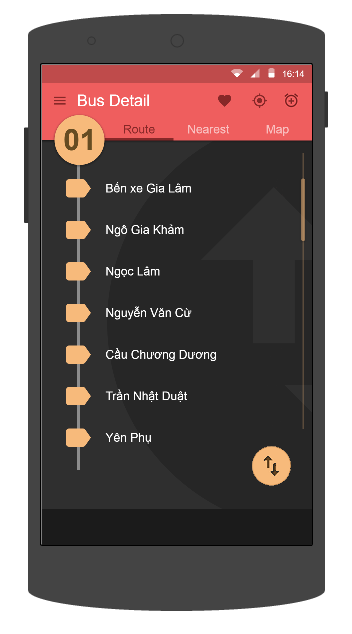 16:14
Bus Detail
01
Route Nearest Map
Bến xe Gia Lâm
Ngô Gia Khảm
Ngọc Lâm
Nguyễn Văn Cừ
Cầu Chương Dương
Trần Nhật Duật
Yên Phụ